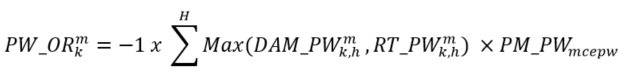 PW_OR_k^m = −1 x ∑^H Max(DAM_PW_{k,h}^m , RT_PW_{k,h}^m) × PM_PW_{mcepw}